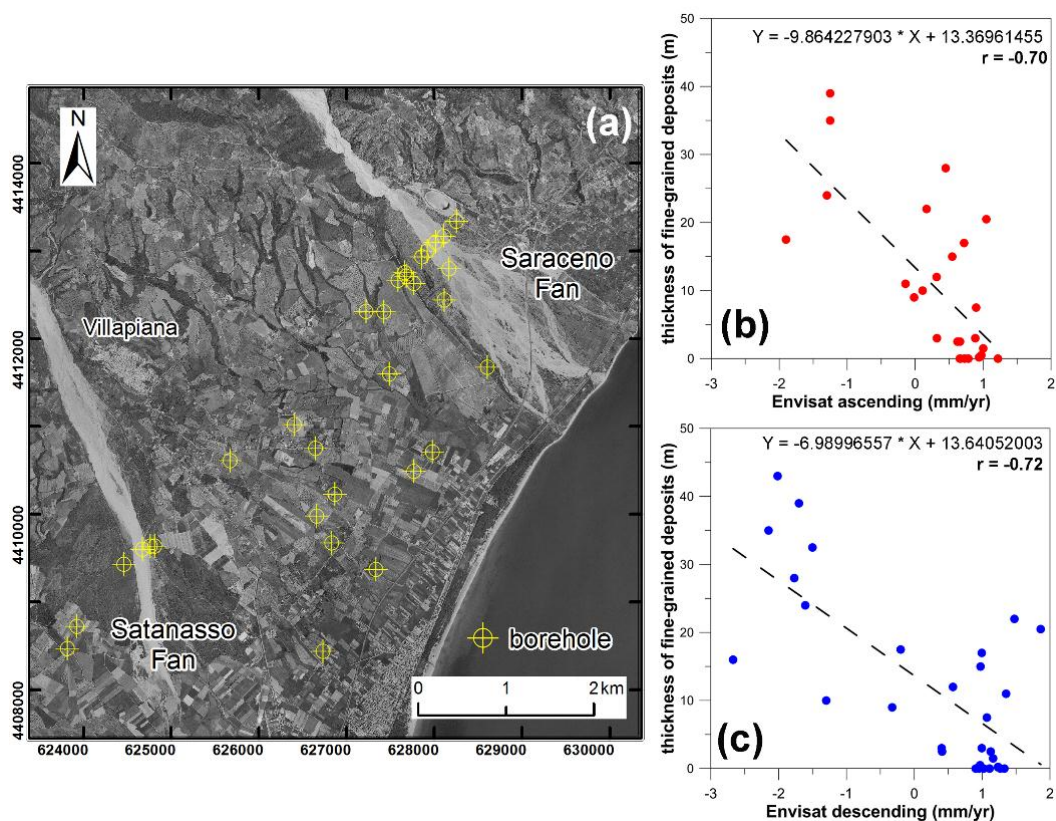 N
(a)
4414000
4412000
4410000
4408000
Saraceno
Fan
Villapiana
Satanasso
Fan
borehole
0 1 2 km
624000 625000 626000 627000 628000 629000 630000
50
40
30
20
10
0
thickness of fine-grained deposits (m)
Y = -9.864227903 * X + 13.36961455
r = -0.70
(b)
-3 -2 -1 0 1 2
Envisat ascending (mm/yr)
50
40
30
20
10
0
thickness of fine-grained deposits (m)
Y = -6.98996557 * X + 13.64052003
r = -0.72
(c)
-3 -2 -1 0 1 2
Envisat descending (mm/yr)